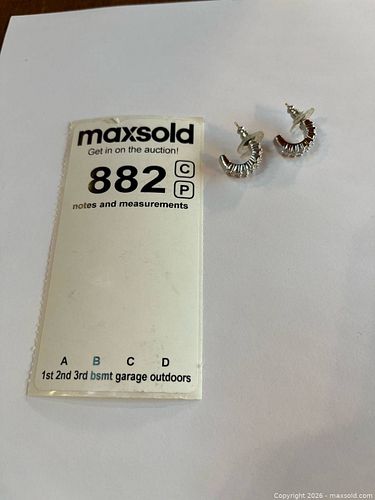 maxsold
Get in on the auction!
882 C
P
notes and measurements
A B C D
1st 2nd 3rd bsmt garage outdoors
Copyright 2026 - maxsold.com